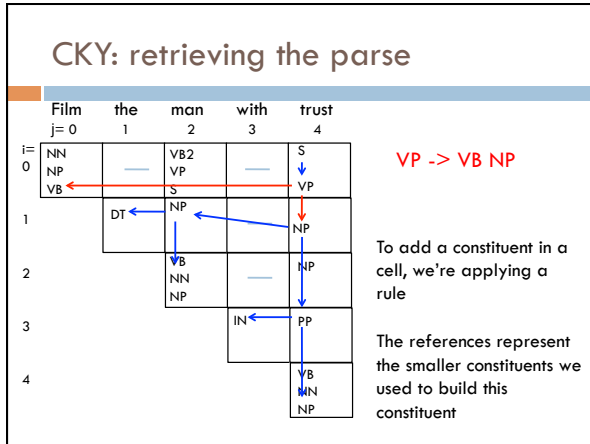 CKY: retrieving the parse
Film the man with trust
j= 0 1 2 3 4
i=
0
NN
NP
VB
VB2
VP
S
S
VP
VP -> VB NP
1
DT
NP
NP
2
VB
NN
NP
NP
3
IN
PP
4
VB
NN
NP
To add a constituent in a
cell, we’re applying a
rule
The references represent
the smaller constituents we
used to build this
constituent